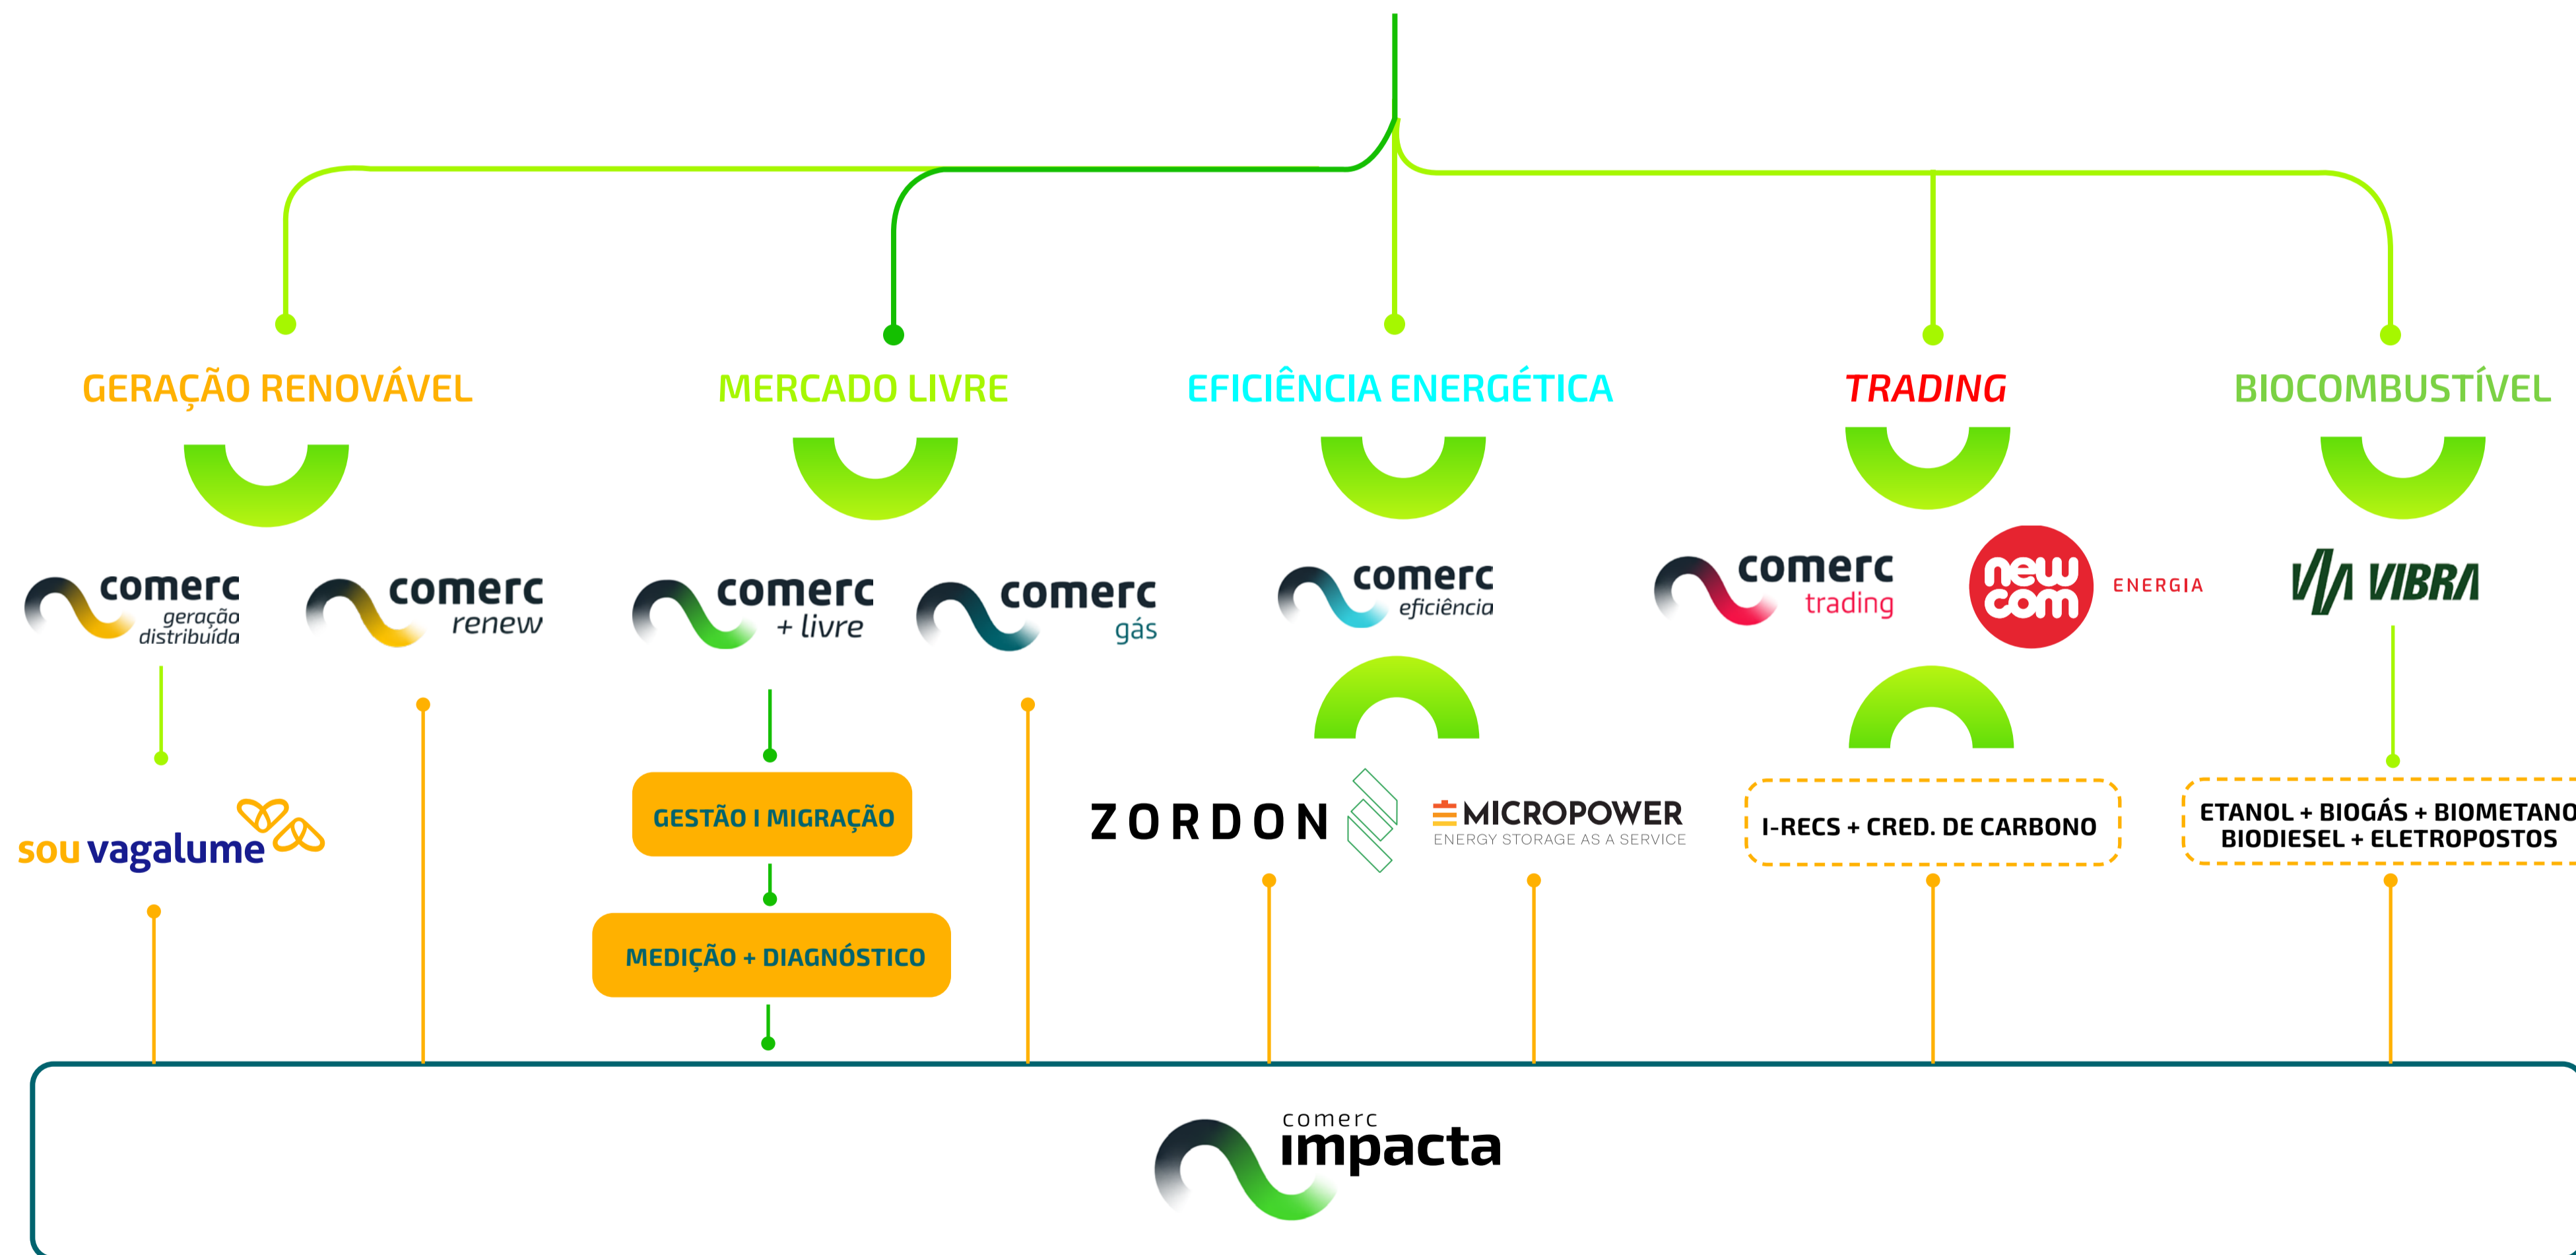 GERAÇÃO RENOVÁVEL
MERCADO LIVRE
EFICIÊNCIA ENERGÉTICA
TRADING
BIOCOMBUSTÍVEL
comerc
geração
distribuída
comerc
renew
comerc
+ livre
comerc
gás
comerc
eficiência
comerc
trading
new
com
ENERGIA
VIBRA
sou vagalume
GESTÃO I MIGRAÇÃO
MEDIÇÃO + DIAGNÓSTICO
ZORDON
MICROPOWER
ENERGY STORAGE AS A SERVICE
I-RECS + CRED. DE CARBONO
ETANOL + BIOGÁS + BIOMETANO
BIODIESEL + ELETROPOSTOS
comerc
impacta